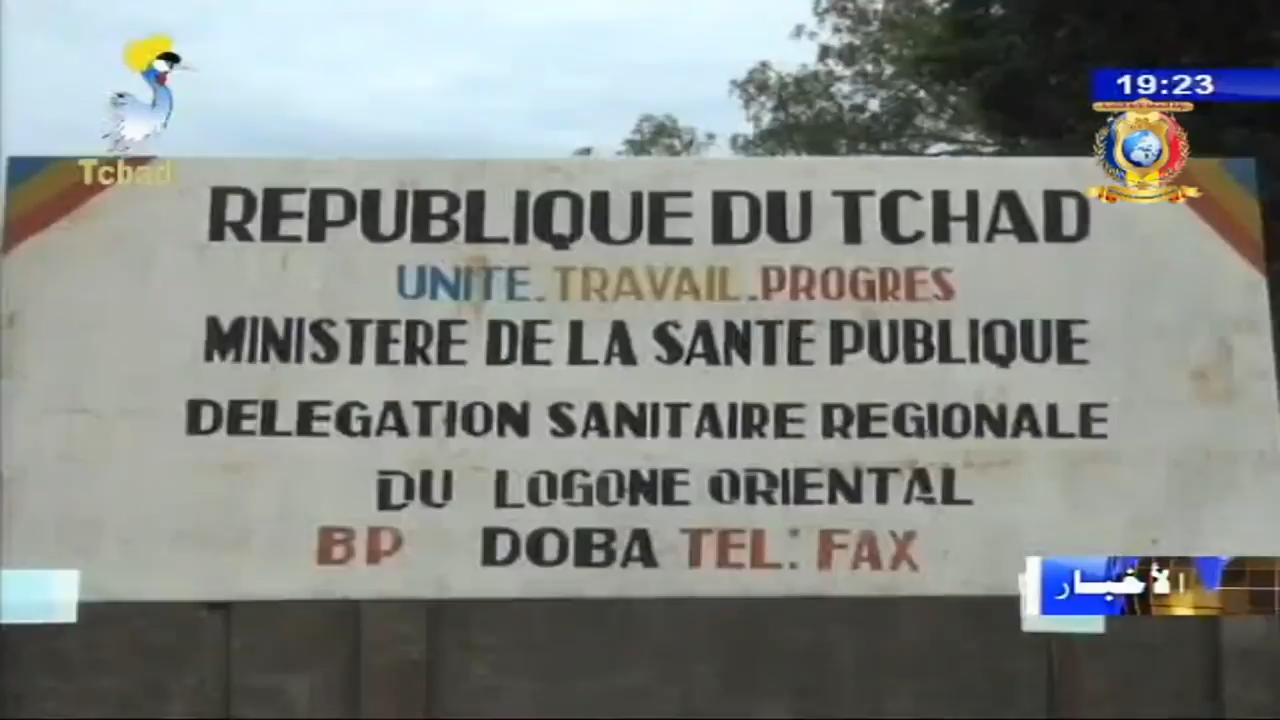 19:23
Tchad
REPUBLIQUE DU TCHAD
UNITE.TRAVAIL.PROGRES
MINISTERE DE LA SANTE PUBLIQUE
DELEGATION SANITAIRE REGIONALE
DU LOGONE ORIENTAL
BP DOBA TEL: FAX
الأخبار